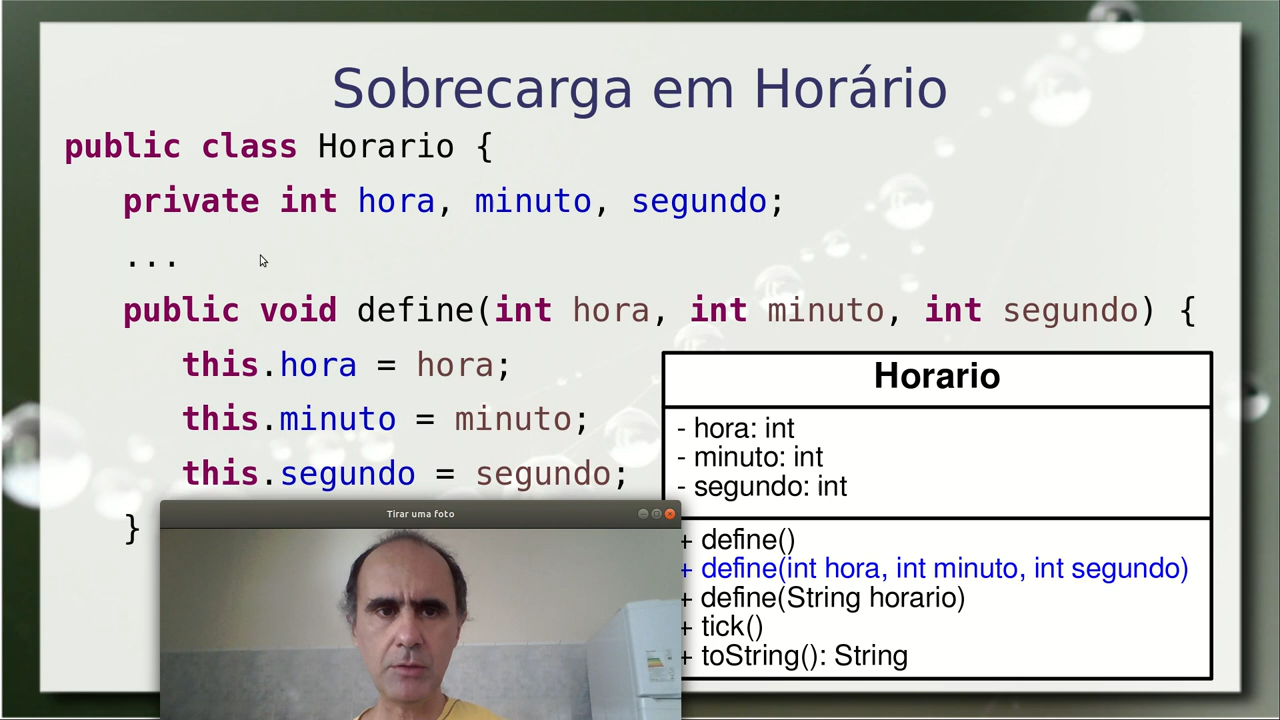 Sobrecarga em Horário
public class Horario {
private int hora, minuto, segundo;
...
public void define(int hora, int minuto, int segundo) {
this.hora = hora;
this.minuto = minuto;
this.segundo = segundo;
}
Horario
- hora: int
- minuto: int
- segundo: int
+ define()
+ define(int hora, int minuto, int segundo)
+ define(String horario)
+ tick()
+ toString(): String
Tirar uma foto